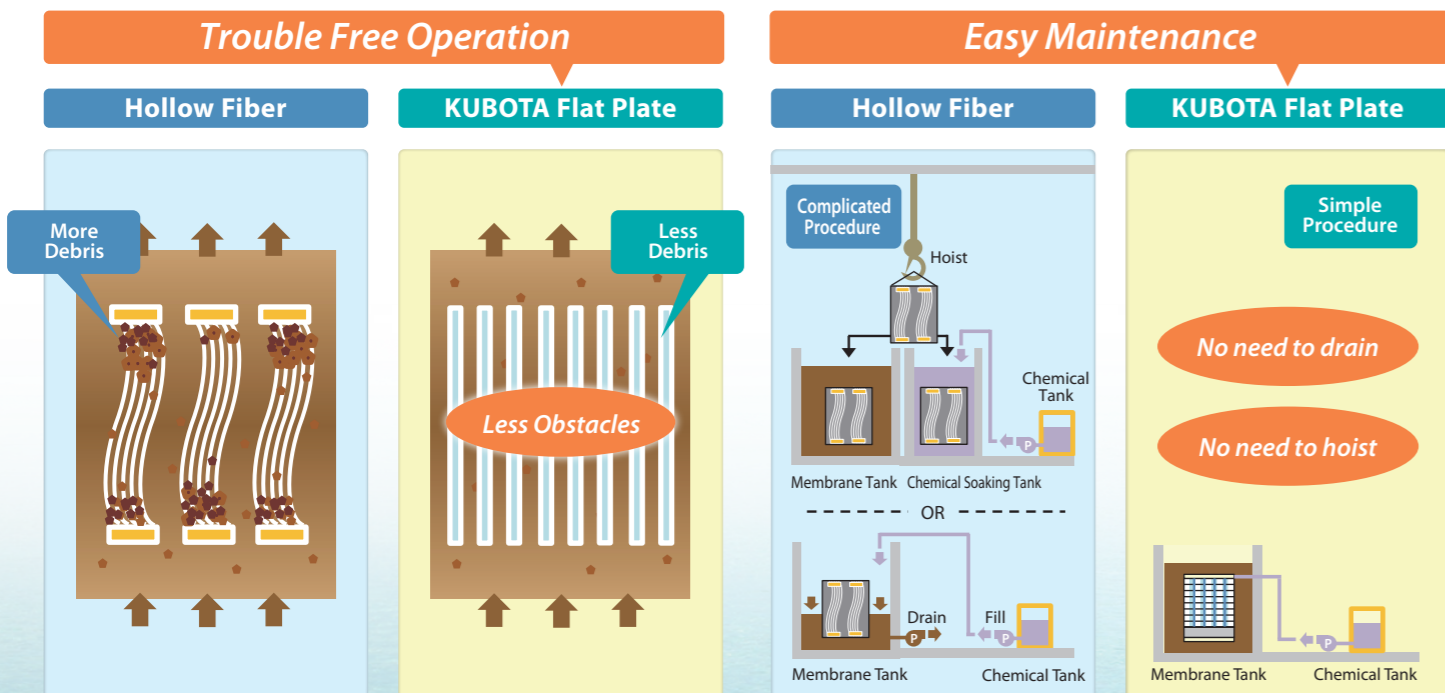 Trouble Free Operation
Hollow Fiber
KUBOTA Flat Plate
More
Debris
Less
Debris
Less Obstacles
Easy Maintenance
Hollow Fiber
KUBOTA Flat Plate
Complicated
Procedure
Hoist
Chemical
Tank
P
Membrane Tank
Chemical Soaking Tank
OR
Drain
Fill
P
P
Membrane Tank
Chemical Tank
Simple
Procedure
No need to drain
No need to hoist
P
Membrane Tank
Chemical Tank